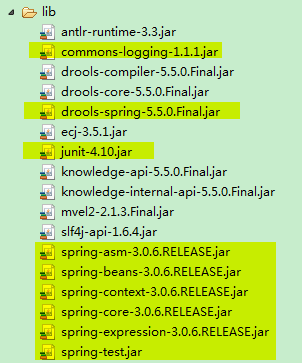 lib
antlr-runtime-3.3.jar
commons-logging-1.1.1.jar
drools-compiler-5.5.0.Final.jar
drools-core-5.5.0.Final.jar
drools-spring-5.5.0.Final.jar
ecj-3.5.1.jar
junit-4.10.jar
knowledge-api-5.5.0.Final.jar
knowledge-internal-api-5.5.0.Final.jar
mvel2-2.1.3.Final.jar
slf4j-api-1.6.4.jar
spring-asm-3.0.6.RELEASE.jar
spring-beans-3.0.6.RELEASE.jar
spring-context-3.0.6.RELEASE.jar
spring-core-3.0.6.RELEASE.jar
spring-expression-3.0.6.RELEASE.jar
spring-test.jar